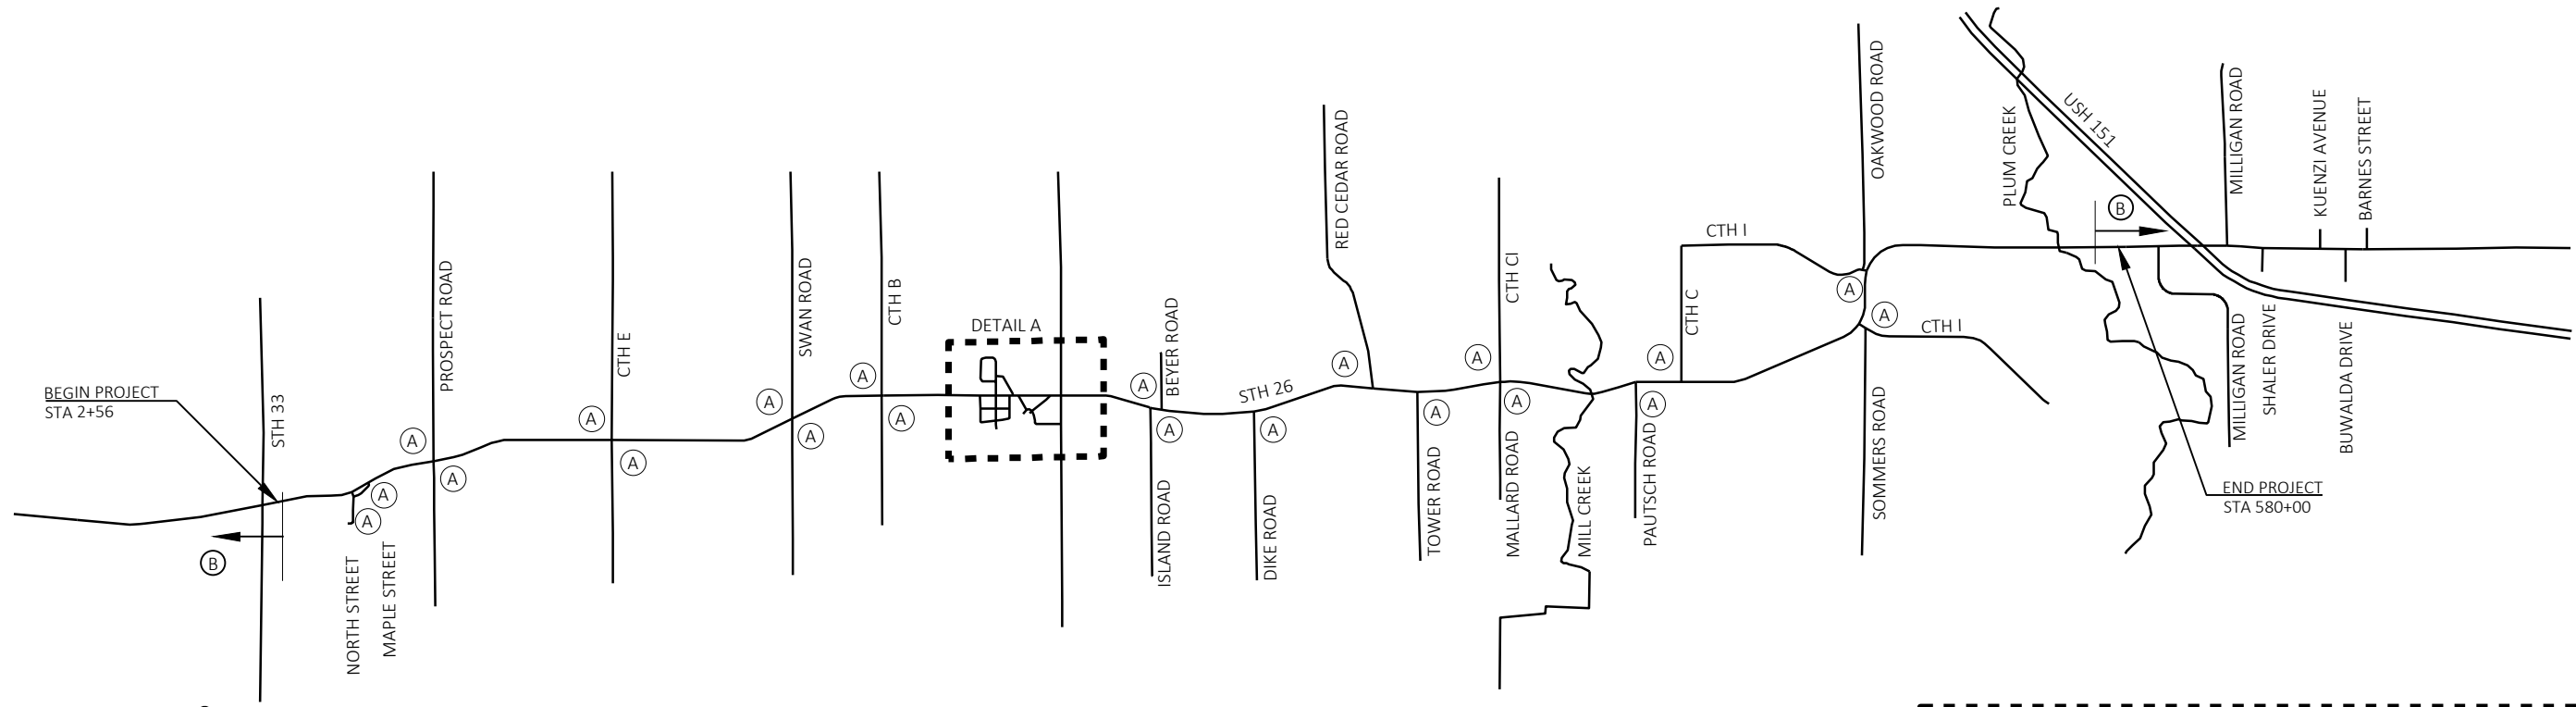 BEGIN PROJECT
STA 2+56
STH 33
B
NORTH STREET
MAPLE STREET
A
A
PROSPECT ROAD
A
A
CTH E
A
A
SWAN ROAD
A
A
CTH B
A
A
DETAIL A
BEYER ROAD
A
A
ISLAND ROAD
STH 26
A
DIKE ROAD
RED CEDAR ROAD
A
A
TOWER ROAD
CTH CI
A
A
MALLARD ROAD
MILL CREEK
A
A
PAUTSCH ROAD
CTH C
CTH I
OAKWOOD ROAD
A
A
CTH I
SOMMERS ROAD
PLUM CREEK
USH 151
B
MILLIGAN ROAD
KUENZI AVENUE
BARNES STREET
MILLIGAN ROAD
SHALER DRIVE
BUWALDA DRIVE
END PROJECT
STA 580+00